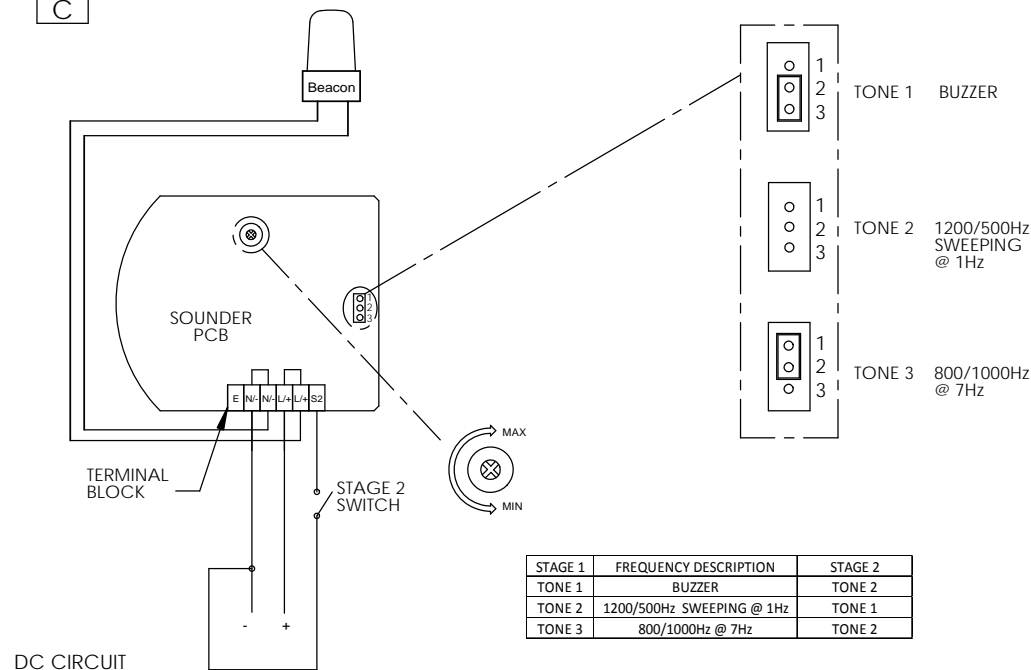 C
Beacon
1
2
3
TONE 1 BUZZER
1
2
3
TONE 2 1200/500Hz
SWEEPING
@ 1Hz
1
2
3
TONE 3 800/1000Hz
@ 7Hz
SOUNDER
PCB
1
2
3
E N/- N/- L/+ L/+ S2
TERMINAL
BLOCK
STAGE 2
SWITCH
MAX
MIN
- +
DC CIRCUIT
STAGE 1 FREQUENCY DESCRIPTION STAGE 2
TONE 1 BUZZER TONE 2
TONE 2 1200/500Hz SWEEPING @ 1Hz TONE 1
TONE 3 800/1000Hz @ 7Hz TONE 2